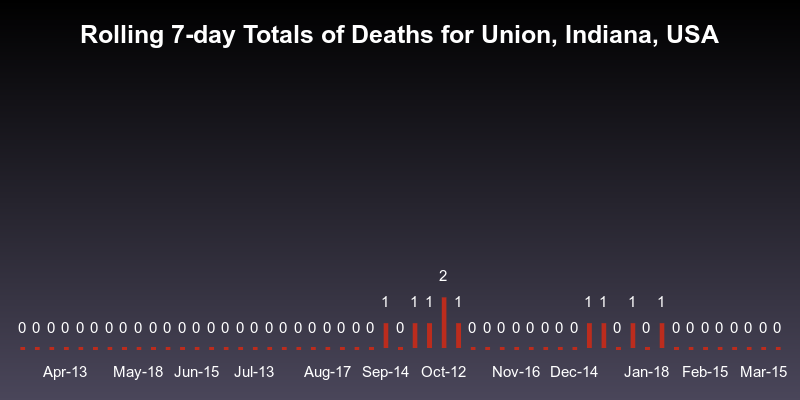 Rolling 7-day Totals of Deaths for Union, Indiana, USA
2
1 1 1 1 1 1 1 1
0 0 0 0 0 0 0 0 0 0 0 0 0 0 0 0 0 0 0 0 0 0 0 0 0 0 0 0 0 0 0 0 0 0 0 0 0 0 0 0 0 0 0 0
Apr-13 May-18 Jun-15 Jul-13 Aug-17 Sep-14 Oct-12 Nov-16 Dec-14 Jan-18 Feb-15 Mar-15